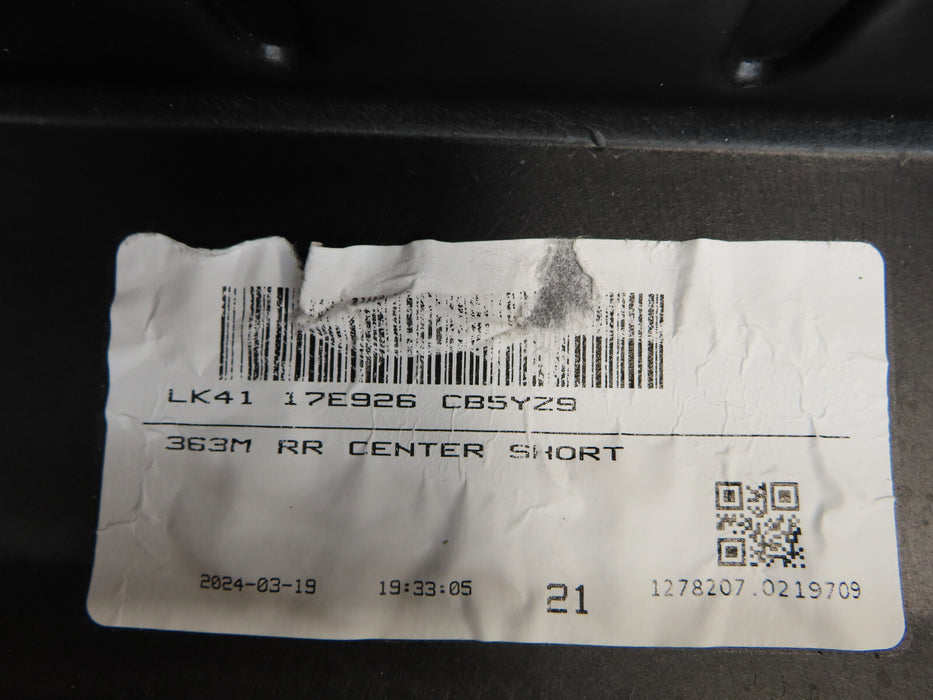 LK41 17E926 CB5YZ9
363M RR CENTER SHORT
2024-03-19 19:33:05 21 1278207.0219709